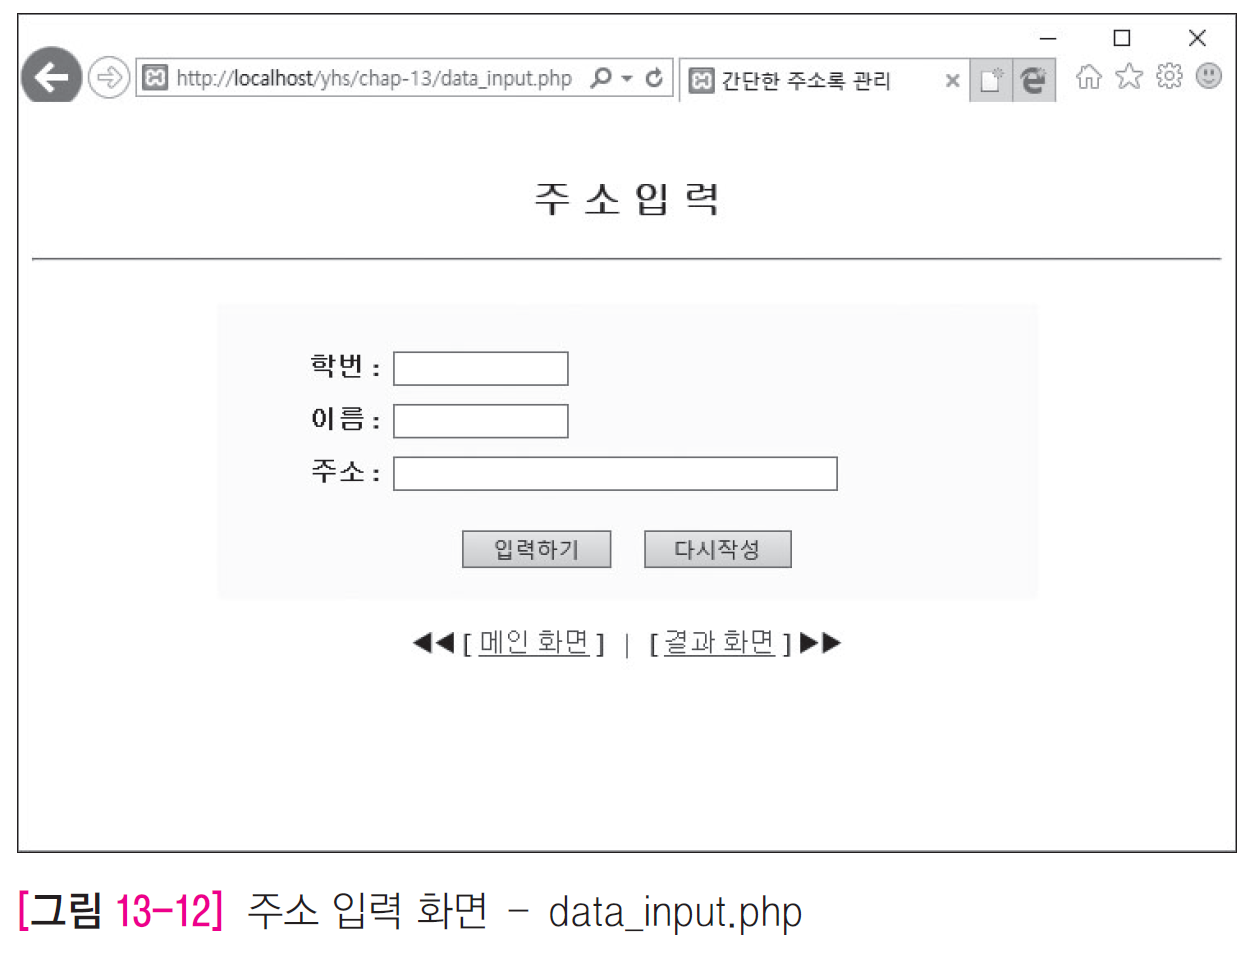 http://localhost/yhs/chap-13/data_input.php
간단한 주소록 관리
주 소 입 력
학번 :
이름 :
주소 :
입력하기 다시작성
◀◀ [ 메인 화면 ] | [ 결과 화면 ] ▶▶
[그림 13-12] 주소 입력 화면 - data_input.php